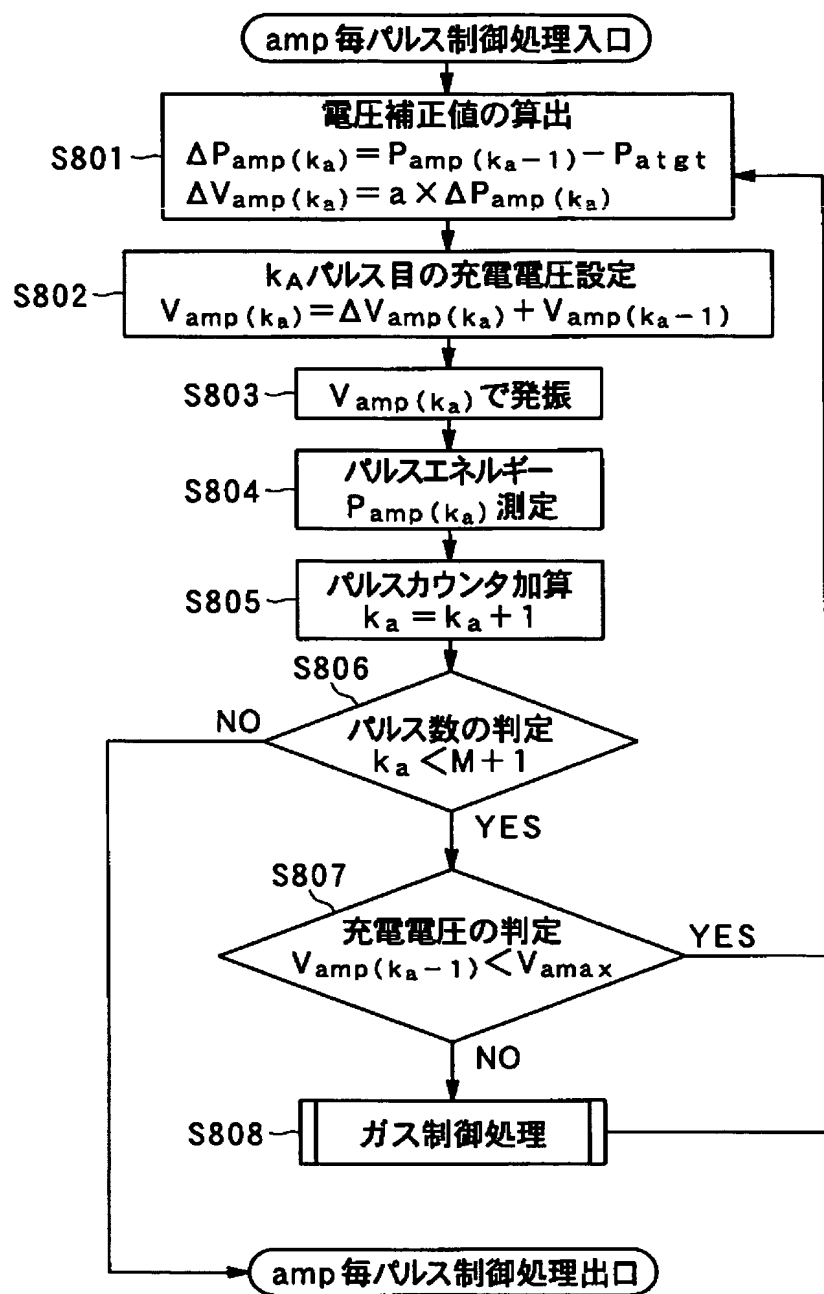 amp毎パルス制御処理入口
S801
電圧補正値の算出
ΔPamp(ka)=Pamp(ka-1)-Patgt
ΔVamp(ka)=a×ΔPamp(ka)
S802
kAパルス目の充電電圧設定
Vamp(ka)=ΔVamp(ka)+Vamp(ka-1)
S803
Vamp(ka)で発振
S804
パルスエネルギー
Pamp(ka)測定
S805
パルスカウンタ加算
ka=ka+1
S806
パルス数の判定
ka<M+1
NO
YES
S807
充電電圧の判定
Vamp(ka-1)<Vamax
YES
NO
S808
ガス制御処理
amp毎パルス制御処理出口